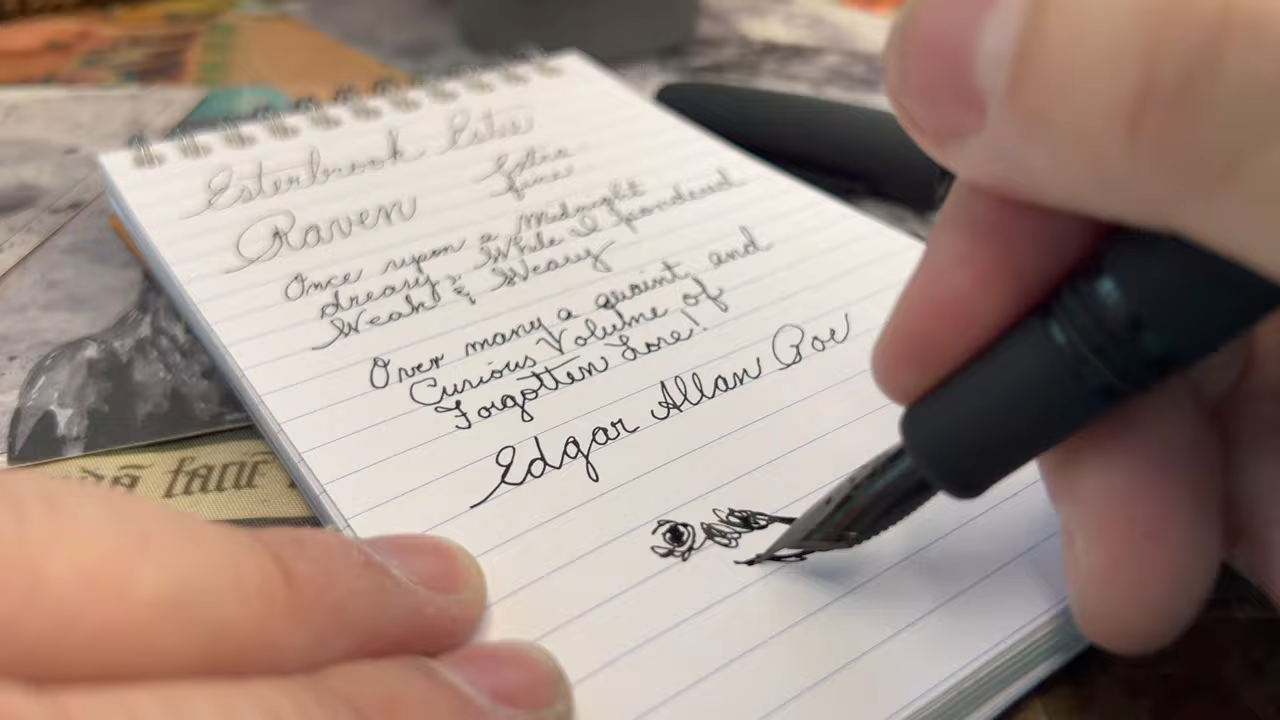 Esterbrook Estie
Extra
Raven Fine
Once upon a Midnight
dreary, While I pondered
Weak & Weary
Over many a quaint, and
Curious Volume of
Forgotten Lore!
Edgar Allan Poe